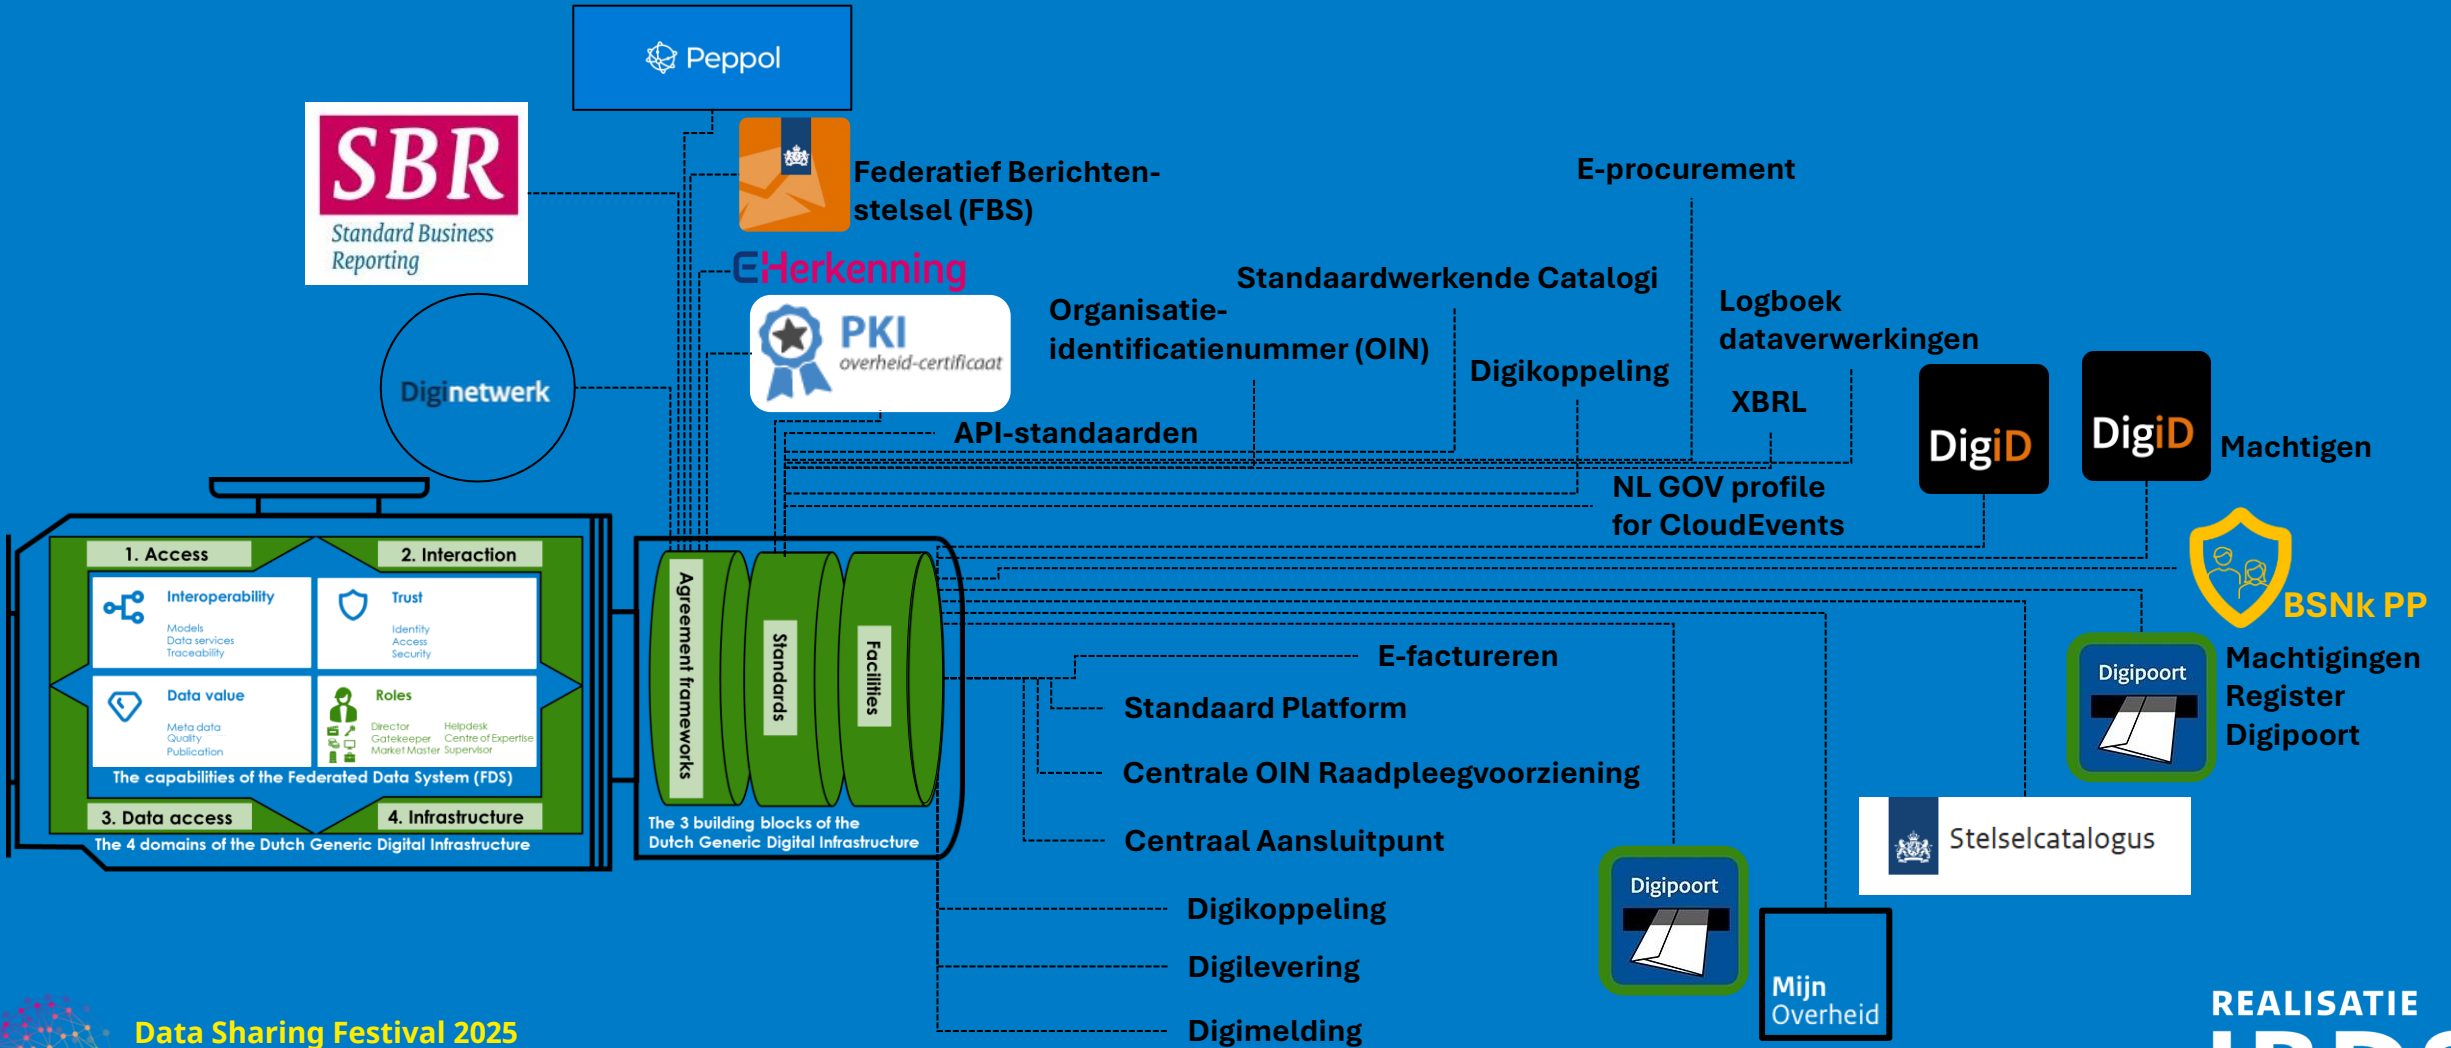 Peppol
SBR
Standard Business
Reporting
Federatief Berichten-
stelsel (FBS)
EHerkenning
PKI
overheid-certificaat
Diginetwerk
E-procurement
Standaardwerkende Catalogi
Organisatie-
identificatienummer (OIN)
Logboek
dataverwerkingen
Digikoppeling
XBRL
API-standaarden
NL GOV profile
for CloudEvents
DigiD
DigiD
Machtigen
BSNk PP
Digipoort
Machtigingen
Register
Digipoort
1. Access
2. Interaction
Interoperability
Models
Data services
Traceability
Trust
Identity
Access
Security
Data value
Meta data
Quality
Publication
Roles
Director
Gatekeeper
Market Master
Helpdesk
Centre of Expertise
Supervisor
The capabilities of the Federated Data System (FDS)
3. Data access
4. Infrastructure
The 4 domains of the Dutch Generic Digital Infrastructure
Agreement frameworks
Standards
Facilities
The 3 building blocks of the
Dutch Generic Digital Infrastructure
E-factureren
Standaard Platform
Centrale OIN Raadpleegvoorziening
Centraal Aansluitpunt
Digikoppeling
Digilevering
Digimelding
Digipoort
Mijn
Overheid
Stelselcatalogus
Data Sharing Festival 2025
REALISATIE